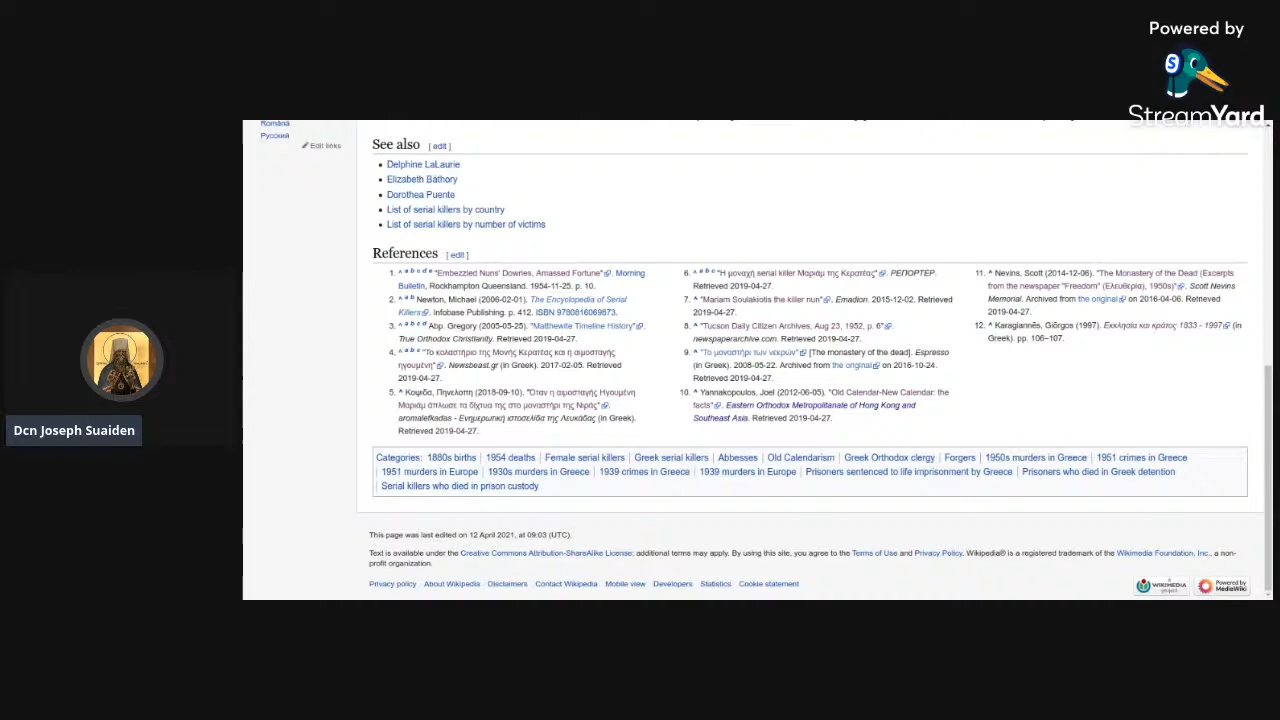 Powered by
StreamYard
Dcn Joseph Suaiden
Română
Русский
Edit links
See also [ edit ]
Delphine LaLaurie
Elizabeth Báthory
Dorothea Puente
List of serial killers by country
List of serial killers by number of victims
References [ edit ]
1. ^ a b c d e "Embezzled Nuns' Dowries, Amassed Fortune". Morning
Bulletin, Rockhampton Queensland. 1954-11-25. p. 10.
2. ^ a b Newton, Michael (2006-02-01). The Encyclopedia of Serial
Killers. Infobase Publishing. p. 412. ISBN 9780816069873.
3. ^ a b c d Abp. Gregory (2005-05-25). "Matthewite Timeline History".
True Orthodox Christianity. Retrieved 2019-04-27.
4. ^ a b c "Το κολαστήριο της Μονής Κερατέας και η αιμοσταγής
ηγουμένη". Newsbeast.gr (in Greek). 2017-02-05. Retrieved
2019-04-27.
5. ^ Κοψιδα, Πηνελοπη (2018-09-10). "Όταν η αιμοσταγής Ηγουμένη
Μαριάμ άπλωσε τα δίχτυα της στο μοναστήρι της Νιράς".
aromalefkadas - Ενημερωτική ιστοσελίδα της Λευκάδας (in Greek).
Retrieved 2019-04-27.
6. ^ a b c "Η μοναχή serial killer Μαριάμ της Κερατέας". ΡΕΠΟΡΤΕΡ.
Retrieved 2019-04-27.
7. ^ "Mariam Soulakiotis the killer nun". Emadion. 2015-12-02. Retrieved
2019-04-27.
8. ^ "Tucson Daily Citizen Archives, Aug 23, 1952, p. 6".
newspaperarchive.com. Retrieved 2019-04-27.
9. ^ "Το μοναστήρι των νεκρών" [The monastery of the dead]. Espresso
(in Greek). 2008-05-22. Archived from the original on 2016-10-24.
Retrieved 2019-04-27.
10. ^ Yannakopoulos, Joel (2012-06-05). "Old Calendar-New Calendar: the
facts". Eastern Orthodox Metropolitanate of Hong Kong and
Southeast Asia. Retrieved 2019-04-27.
11. ^ Nevins, Scott (2014-12-06). "The Monastery of the Dead (Excerpts
from the newspaper "Freedom" (Ελευθερία), 1950s)". Scott Nevins
Memorial. Archived from the original on 2016-04-06. Retrieved
2019-04-27.
12. ^ Karagiannēs, Giōrgos (1997). Εκκλησία και κράτος 1833 - 1997 (in
Greek). pp. 106–107.
Categories: 1880s births | 1954 deaths | Female serial killers | Greek serial killers | Abbesses | Old Calendarism | Greek Orthodox clergy | Forgers | 1950s murders in Greece | 1951 crimes in Greece
| 1951 murders in Europe | 1930s murders in Greece | 1939 crimes in Greece | 1939 murders in Europe | Prisoners sentenced to life imprisonment by Greece | Prisoners who died in Greek detention
| Serial killers who died in prison custody
This page was last edited on 12 April 2021, at 09:03 (UTC).
Text is available under the Creative Commons Attribution-ShareAlike License; additional terms may apply. By using this site, you agree to the Terms of Use and Privacy Policy. Wikipedia® is a registered trademark of the Wikimedia Foundation, Inc., a non-
profit organization.
Privacy policy About Wikipedia Disclaimers Contact Wikipedia Mobile view Developers Statistics Cookie statement
WIKIMEDIA
project
Powered by
MediaWiki